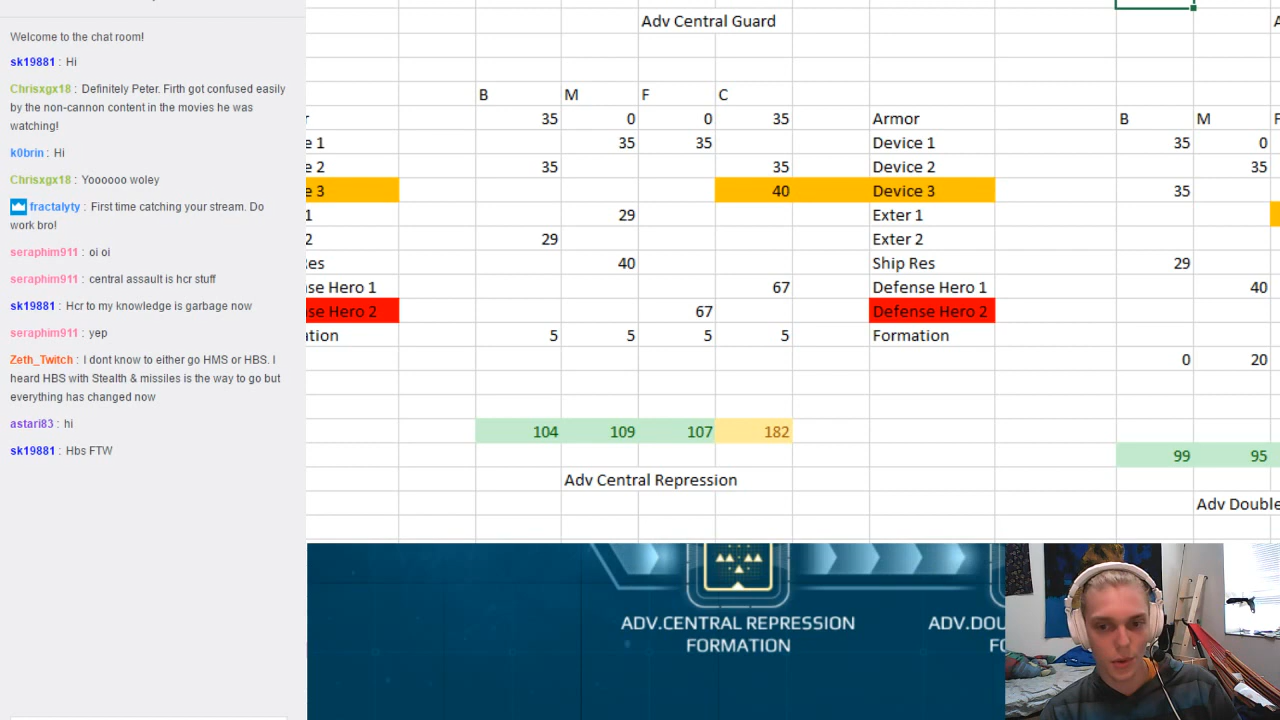 Welcome to the chat room!
sk19881 : Hi
Chrisxgx18 : Definitely Peter. Firth got confused easily
by the non-cannon content in the movies he was
watching!
k0brin : Hi
Chrisxgx18 : Yoooooo woley
fractalyty : First time catching your stream. Do
work bro!
seraphim911 : oi oi
seraphim911 : central assault is hcr stuff
sk19881 : Hcr to my knowledge is garbage now
seraphim911 : yep
Zeth_Twitch : I dont know to either go HMS or HBS. I
heard HBS with Stealth & missiles is the way to go but
everything has changed now
astari83 : hi
sk19881 : Hbs FTW
Adv Central Guard
B M F C
r 35 0 0 35
e 1 35 35
e 2 35 35
e 3 40
1 29
2 29
Res 40
nse Hero 1 67
nse Hero 2 67
ation 5 5 5 5
104 109 107 182
Adv Central Repression
Armor B M F
Device 1 35 0
Device 2 35
Device 3 35
Exter 1
Exter 2
Ship Res 29
Defense Hero 1 40
Defense Hero 2
Formation
0 20
99 95
Adv Double
ADV.CENTRAL REPRESSION
FORMATION
ADV.DOU